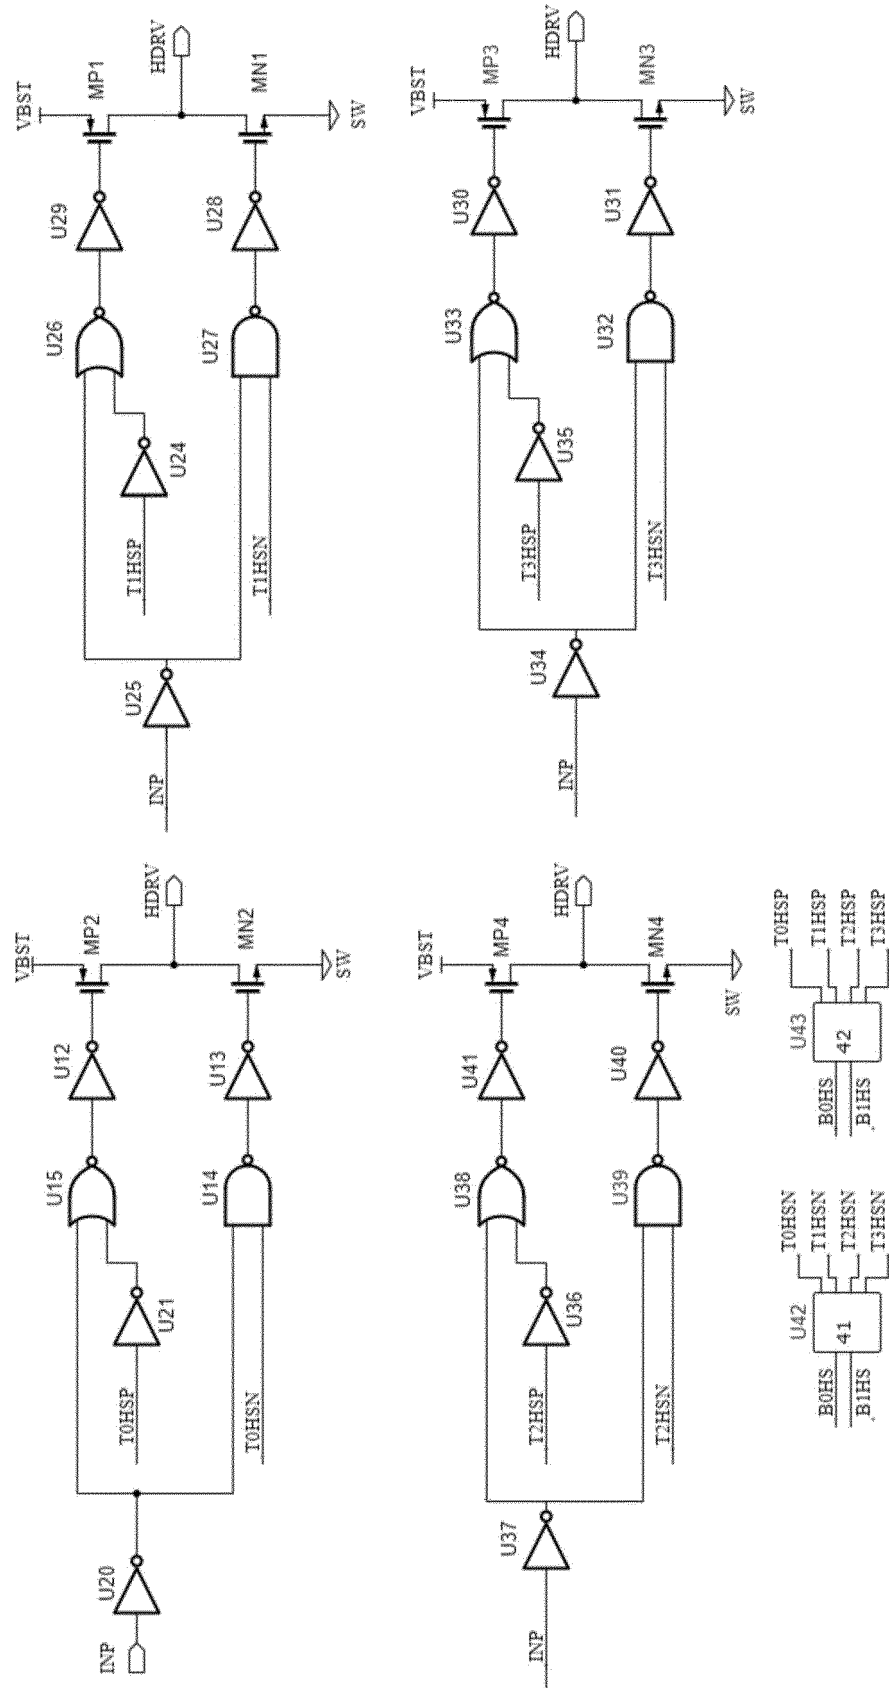 VBST
MP1
HDRV
MN1
SW
U29
U28
U26
U27
U24
T1HSP
T1HSN
U25
INP
VBST
MP3
HDRV
MN3
SW
U30
U31
U33
U32
U35
T3HSP
T3HSN
U34
INP
VBST
MP2
HDRV
MN2
SW
U12
U13
U15
U14
U21
T0HSP
T0HSN
U20
INP
VBST
MP4
HDRV
MN4
SW
U41
U40
U38
U39
U36
T2HSP
T2HSN
U37
INP
U43
42
B0HS
B1HS
T0HSP
T1HSP
T2HSP
T3HSP
U42
41
B0HS
B1HS
T0HSN
T1HSN
T2HSN
T3HSN